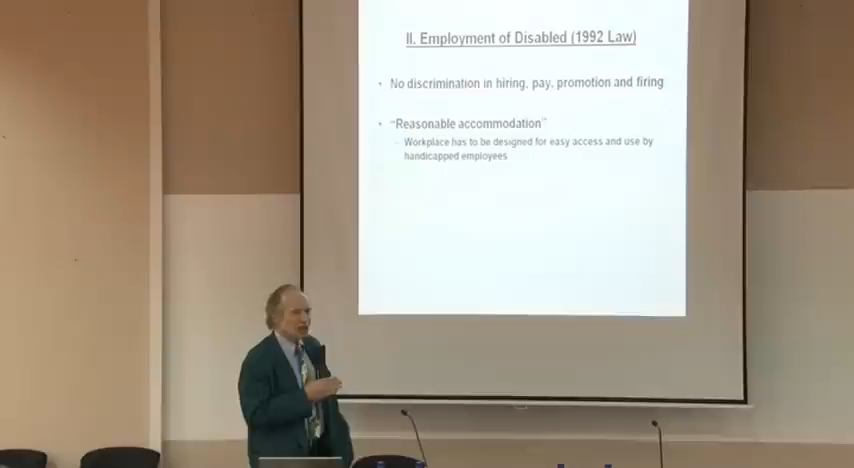 II. Employment of Disabled (1992 Law)
• No discrimination in hiring, pay, promotion and firing
• "Reasonable accommodation"
– Workplace has to be designed for easy access and use by
handicapped employees